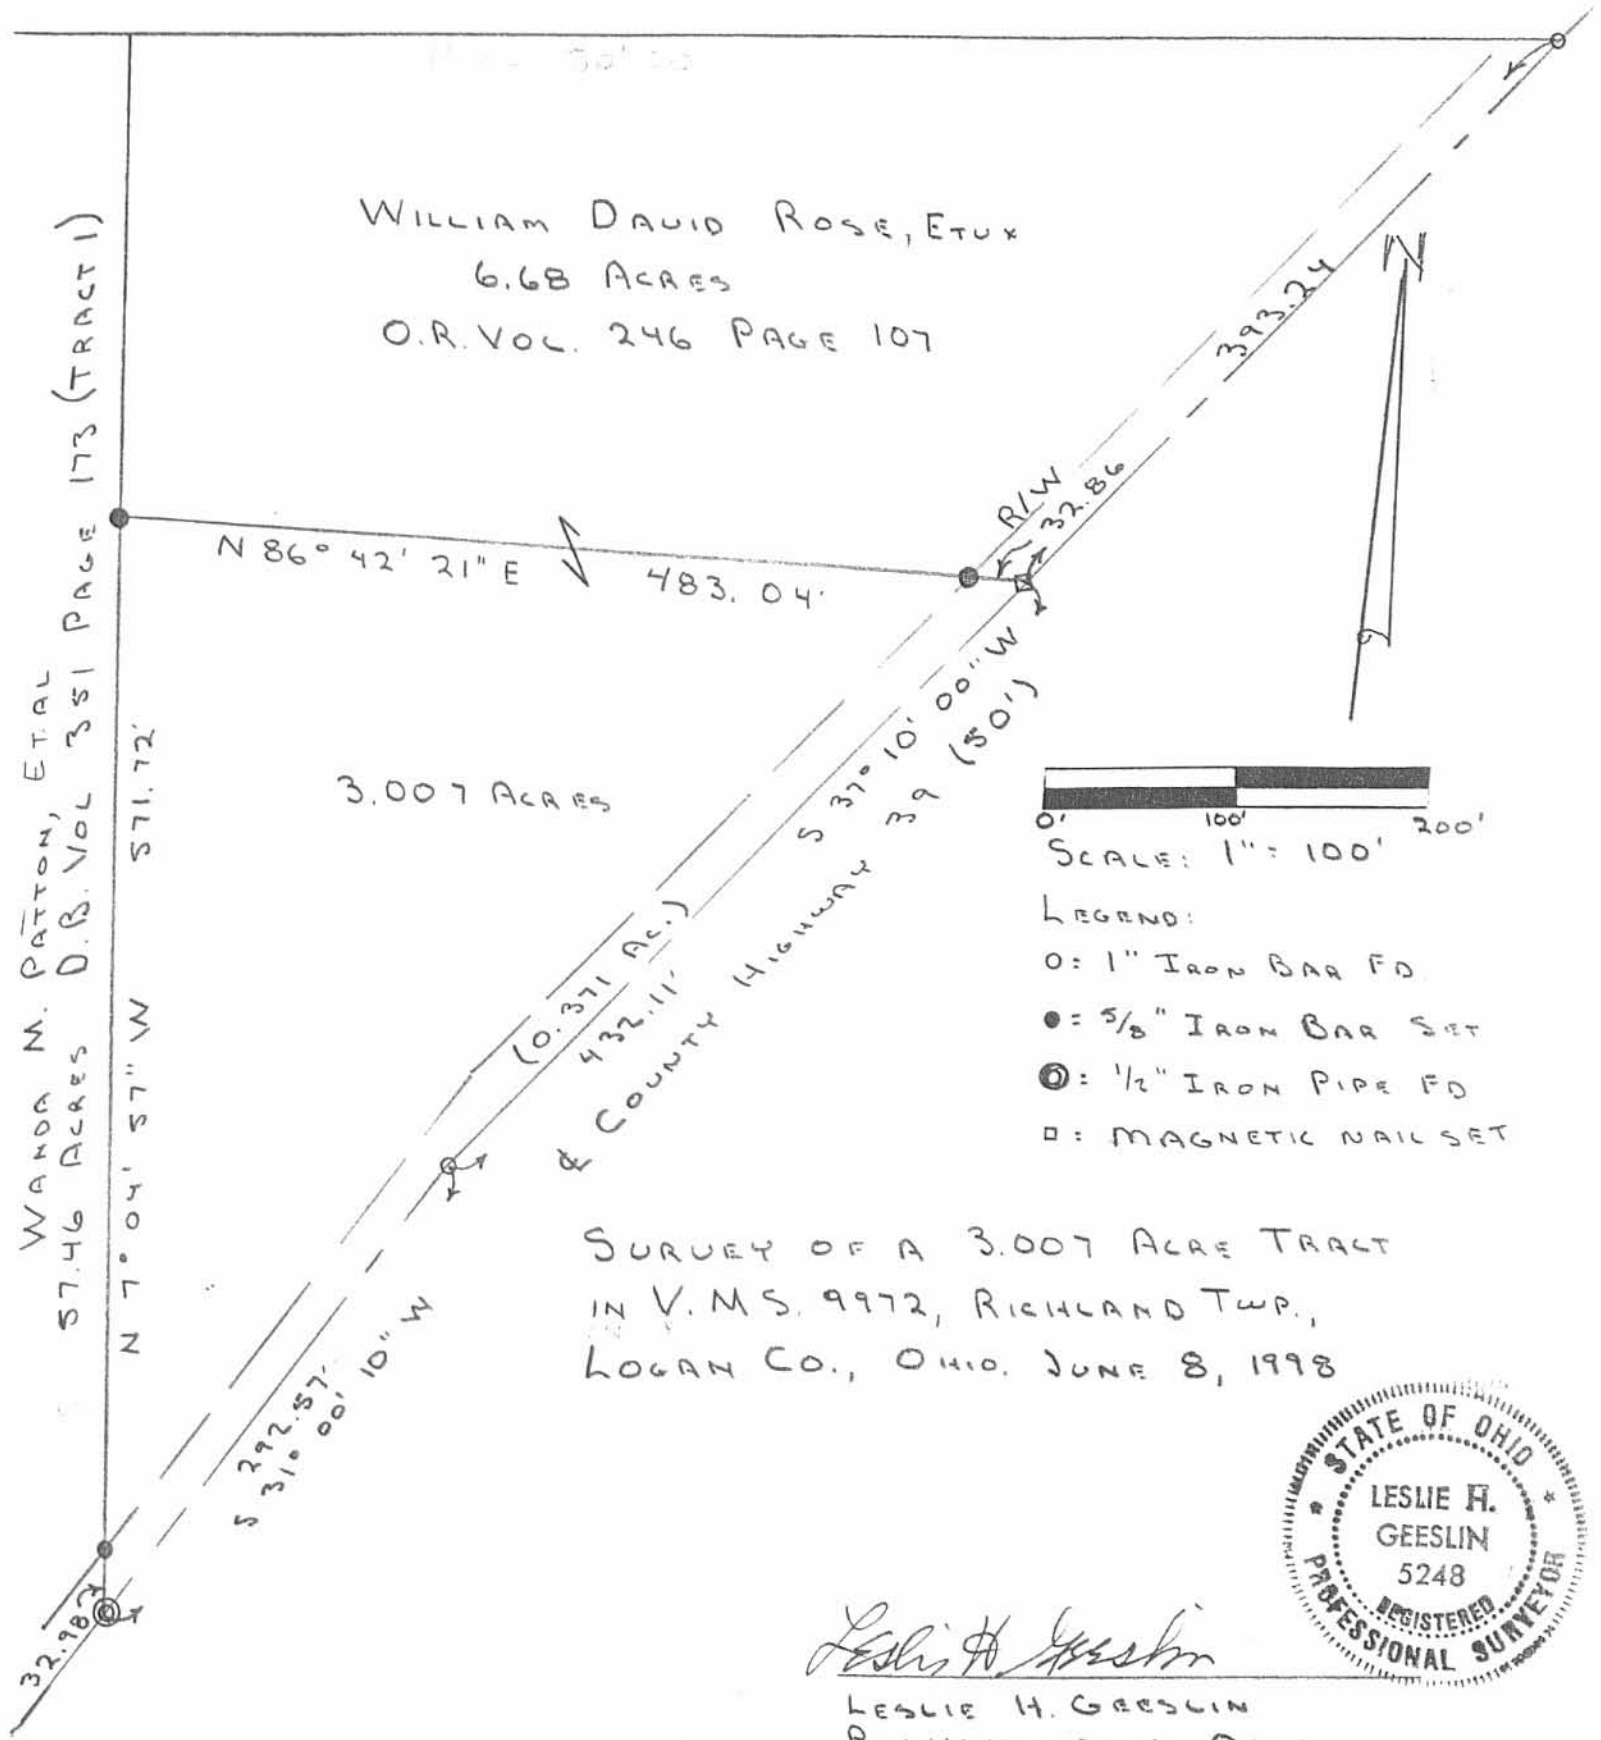 WILLIAM DAVID ROSE, ETUX
6.68 ACRES
O.R. VOL. 246 PAGE 107
WANDA M. PATTON, ET.AL
57.46 ACRES D.B. VOL 351 PAGE 173 (TRACT 1)
N 7° 04' 57" W 571.72'
N 86° 42' 21" E 483.04'
393.24
R/W
32.86
N
S 37° 10' 00" W
(0.371 AC.)
432.11'
℄ COUNTY HIGHWAY 39 (50')
3.007 ACRES
0' 100' 200'
SCALE: 1" = 100'
LEGEND:
O = 1" IRON BAR FD
● = 5/8" IRON BAR SET
◎ = 1/2" IRON PIPE FD
□ = MAGNETIC NAIL SET
292.57'
S 31° 00' 10" W
32.98
SURVEY OF A 3.007 ACRE TRACT
IN V.M.S. 9972, RICHLAND TWP.,
LOGAN CO., OHIO. JUNE 8, 1998
STATE OF OHIO
LESLIE H.
GEESLIN
5248
REGISTERED
PROFESSIONAL SURVEYOR
Leslie H Geeslin
LESLIE H. GEESLIN